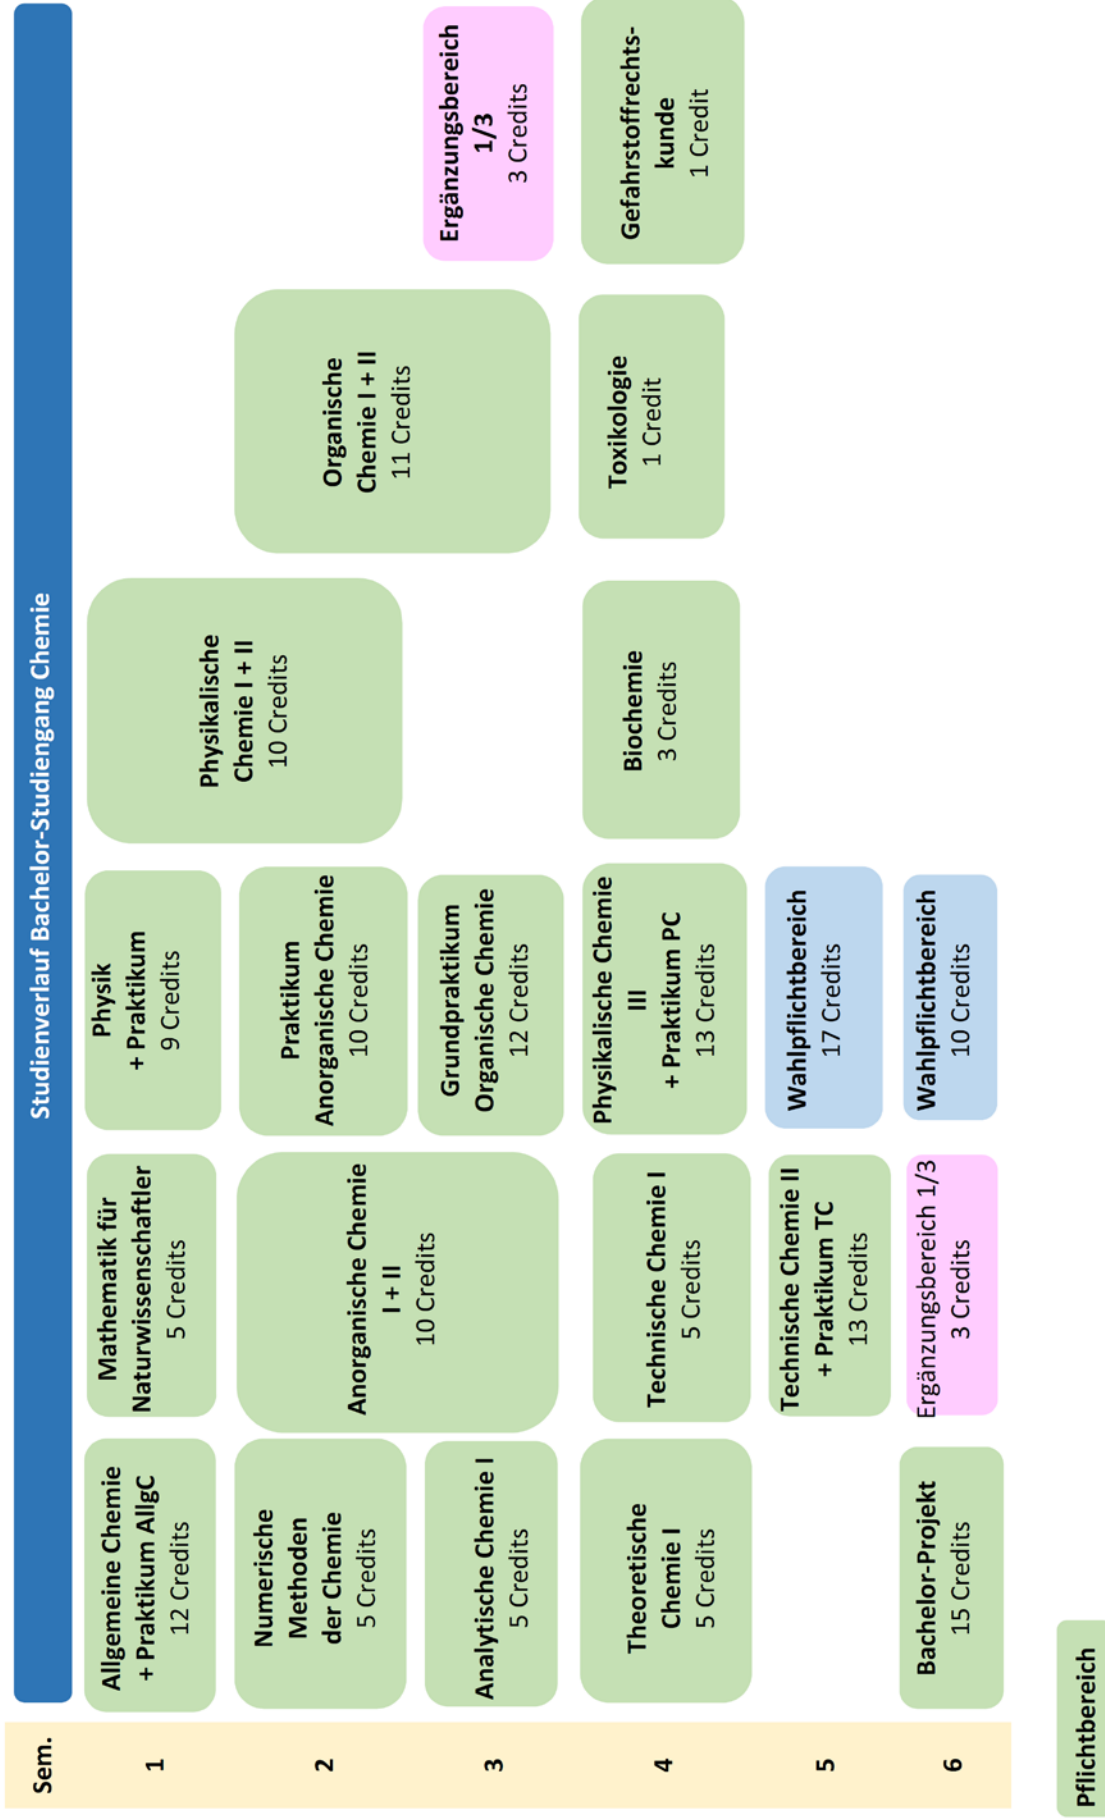 Studienverlauf Bachelor-Studiengang Chemie
Sem.
1
Allgemeine Chemie
+ Praktikum AllgC
12 Credits
Mathematik für
Naturwissenschaftler
5 Credits
Physik
+ Praktikum
9 Credits
Physikalische
Chemie I + II
10 Credits
2
Numerische
Methoden
der Chemie
5 Credits
Anorganische Chemie
I + II
10 Credits
Praktikum
Anorganische Chemie
10 Credits
Organische
Chemie I + II
11 Credits
3
Analytische Chemie I
5 Credits
Grundpraktikum
Organische Chemie
12 Credits
Ergänzungsbereich
1/3
3 Credits
4
Theoretische
Chemie I
5 Credits
Technische Chemie I
5 Credits
Physikalische Chemie
III
+ Praktikum PC
13 Credits
Biochemie
3 Credits
Toxikologie
1 Credit
Gefahrstoffrechts-
kunde
1 Credit
5
Technische Chemie II
+ Praktikum TC
13 Credits
Wahlpflichtbereich
17 Credits
6
Bachelor-Projekt
15 Credits
Ergänzungsbereich 1/3
3 Credits
Wahlpflichtbereich
10 Credits
Pflichtbereich